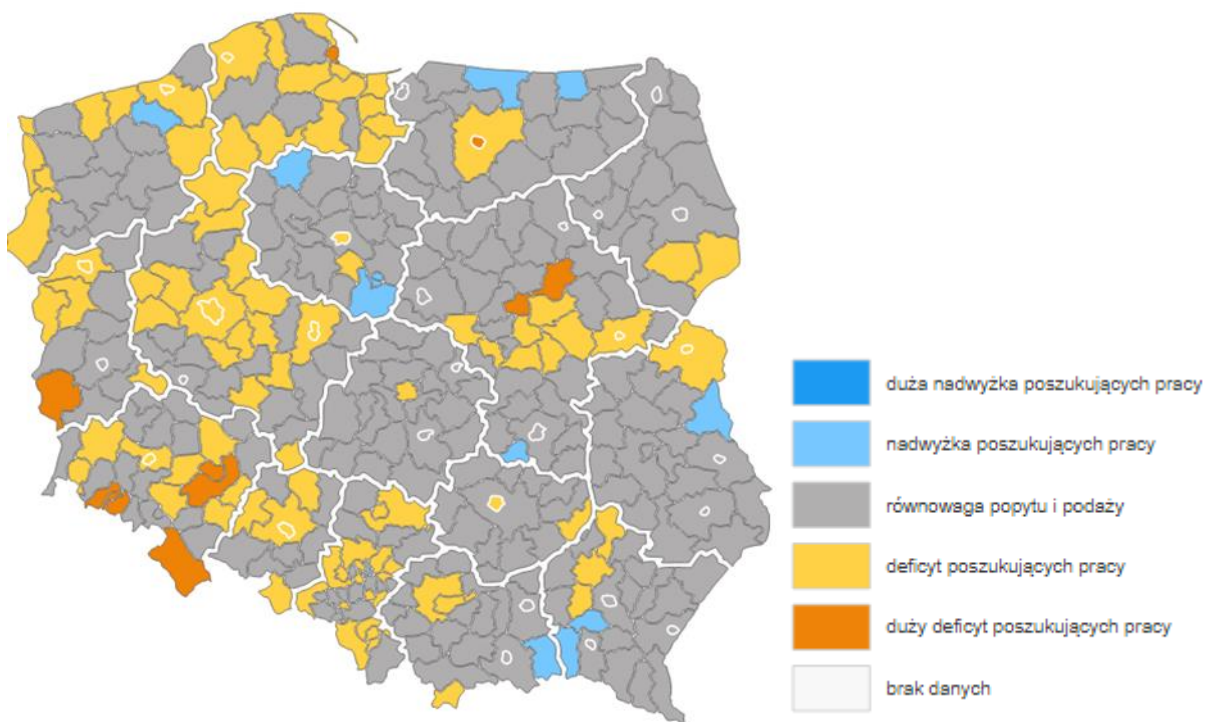 duża nadwyżka poszukujących pracy
nadwyżka poszukujących pracy
równowaga popytu i podaży
deficyt poszukujących pracy
duży deficyt poszukujących pracy
brak danych